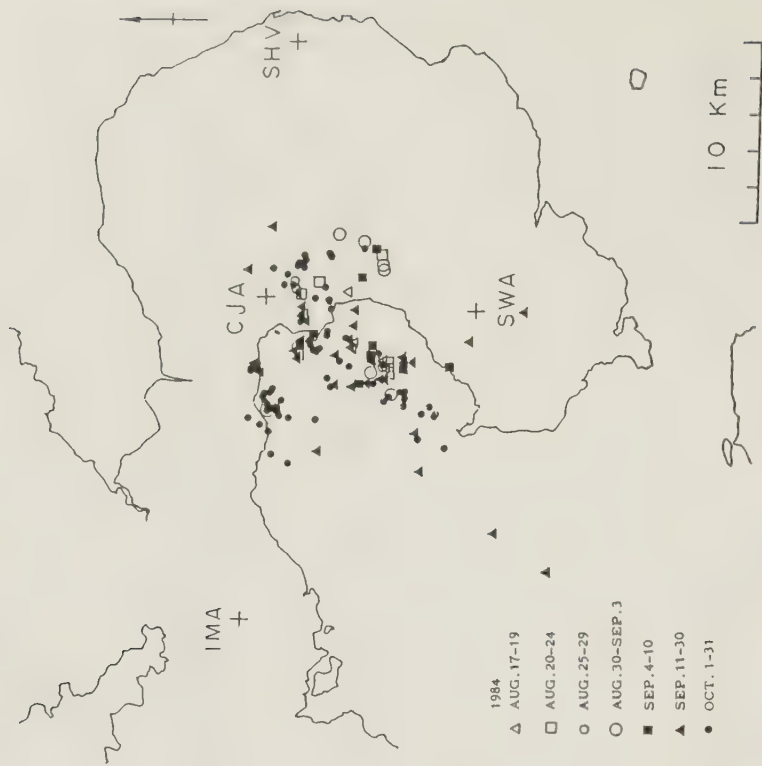 SHV
CJA
IMA
SWA
10 Km
1984
AUG. 17-19
AUG. 20-24
AUG. 25-29
AUG. 30-SEP. 3
SEP. 4-10
SEP. 11-30
OCT. 1-31